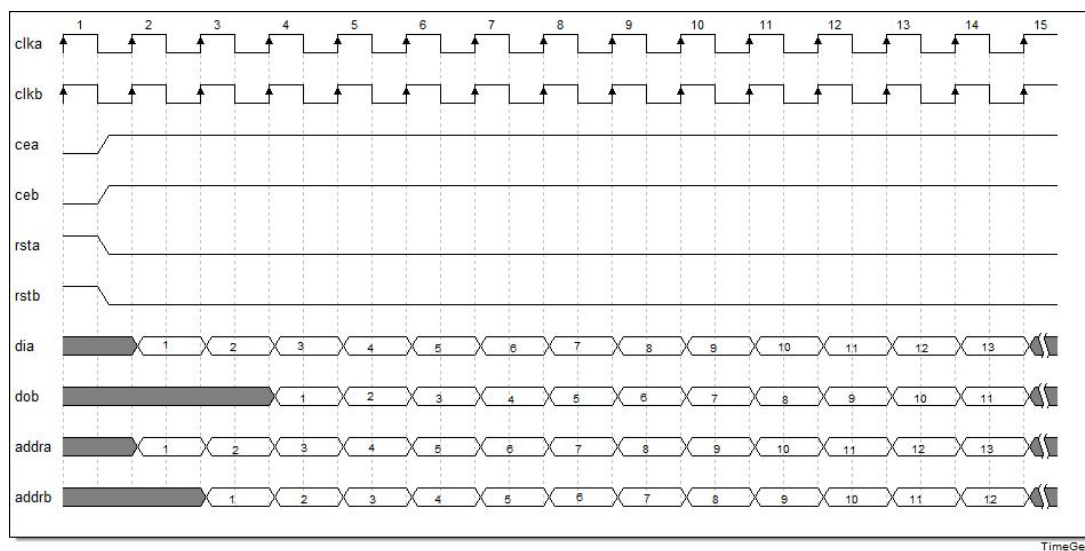 1 2 3 4 5 6 7 8 9 10 11 12 13 14 15
clka
clkb
cea
ceb
rsta
rstb
dia 1 2 3 4 5 6 7 8 9 10 11 12 13
dob 1 2 3 4 5 6 7 8 9 10 11
addra 1 2 3 4 5 6 7 8 9 10 11 12 13
addrb 1 2 3 4 5 6 7 8 9 10 11 12
TimeGe